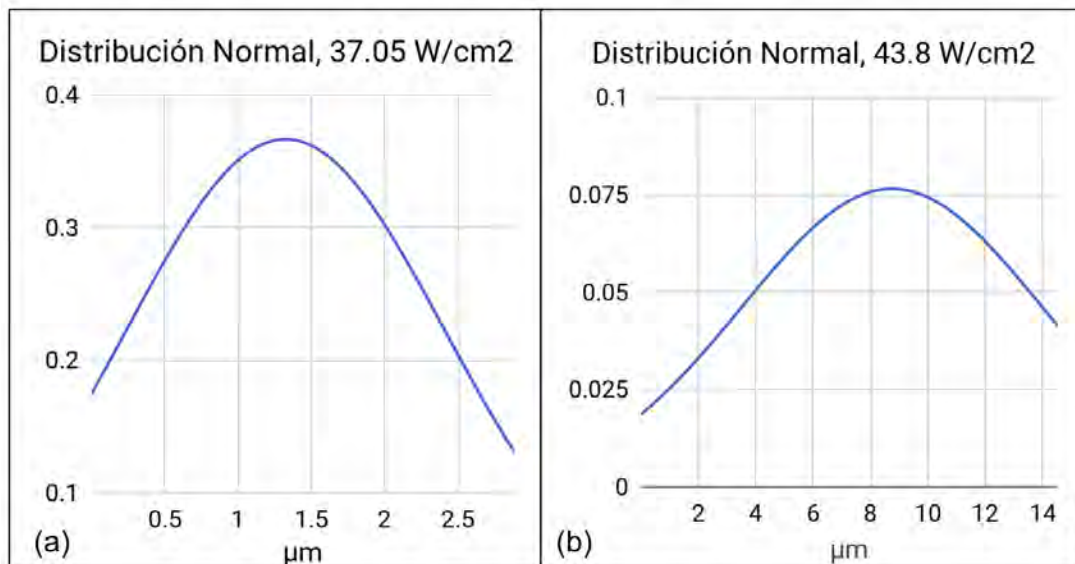 Distribución Normal, 37.05 W/cm2
0.4
0.3
0.2
0.1
0.5 1 1.5 2 2.5
(a) µm
Distribución Normal, 43.8 W/cm2
0.1
0.075
0.05
0.025
0
2 4 6 8 10 12 14
(b) µm